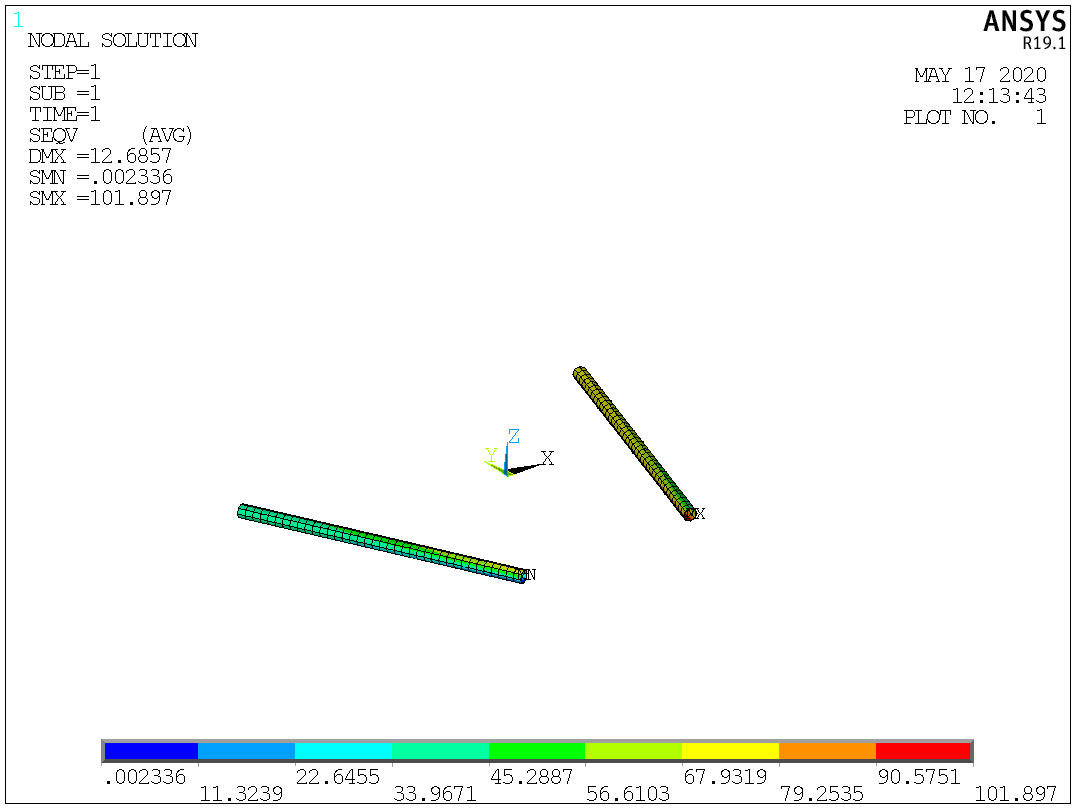 1
NODAL SOLUTION
STEP=1
SUB =1
TIME=1
SEQV (AVG)
DMX =12.6857
SMN =.002336
SMX =101.897
ANSYS
R19.1
MAY 17 2020
12:13:43
PLOT NO. 1
Z
Y
X
MX
MN
.002336
11.3239
22.6455
33.9671
45.2887
56.6103
67.9319
79.2535
90.5751
101.897